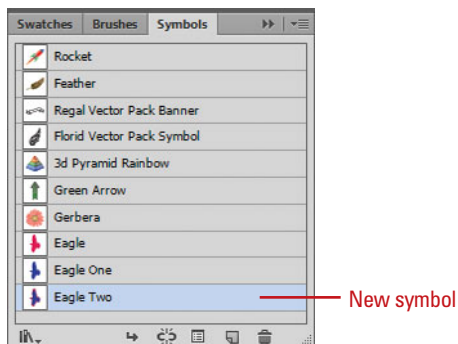 Swatches Brushes Symbols
Rocket
Feather
Regal Vector Pack Banner
Florid Vector Pack Symbol
3d Pyramid Rainbow
Green Arrow
Gerbera
Eagle
Eagle One
Eagle Two
New symbol